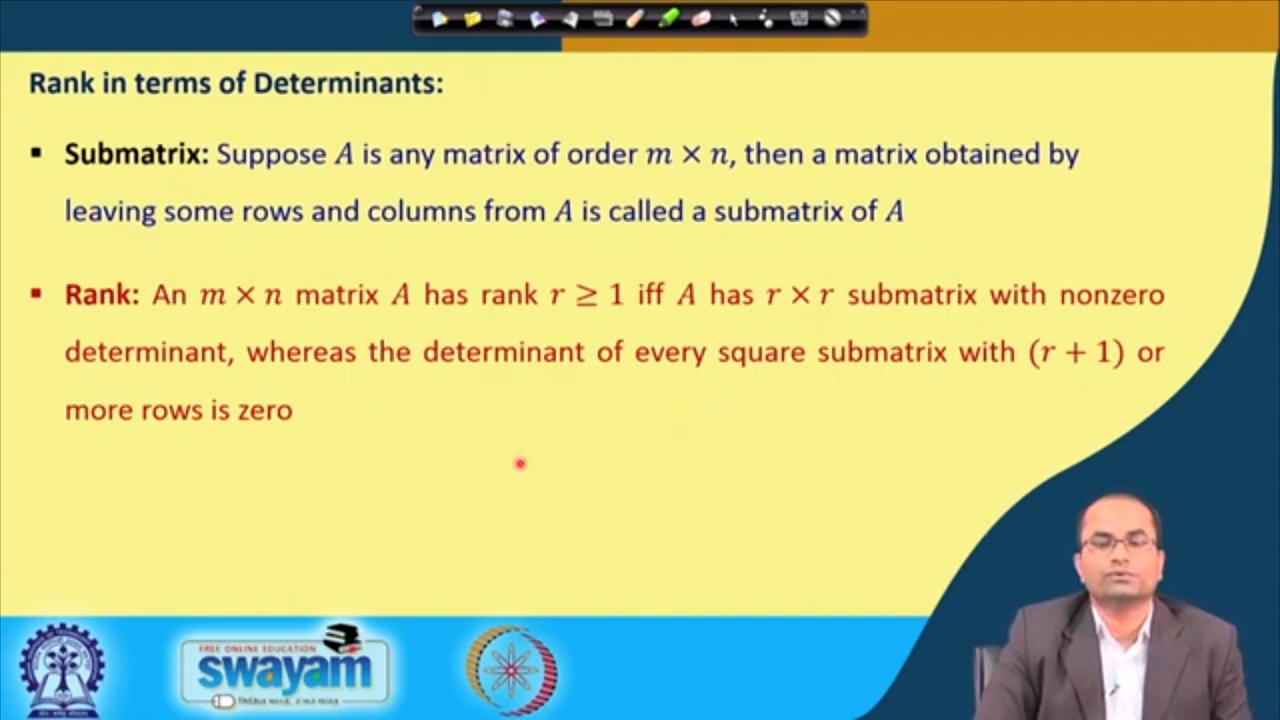 Rank in terms of Determinants:
▪ Submatrix: Suppose A is any matrix of order m × n, then a matrix obtained by
leaving some rows and columns from A is called a submatrix of A
▪ Rank: An m × n matrix A has rank r ≥ 1 iff A has r × r submatrix with nonzero
determinant, whereas the determinant of every square submatrix with (r + 1) or
more rows is zero
FREE ONLINE EDUCATION
swayam